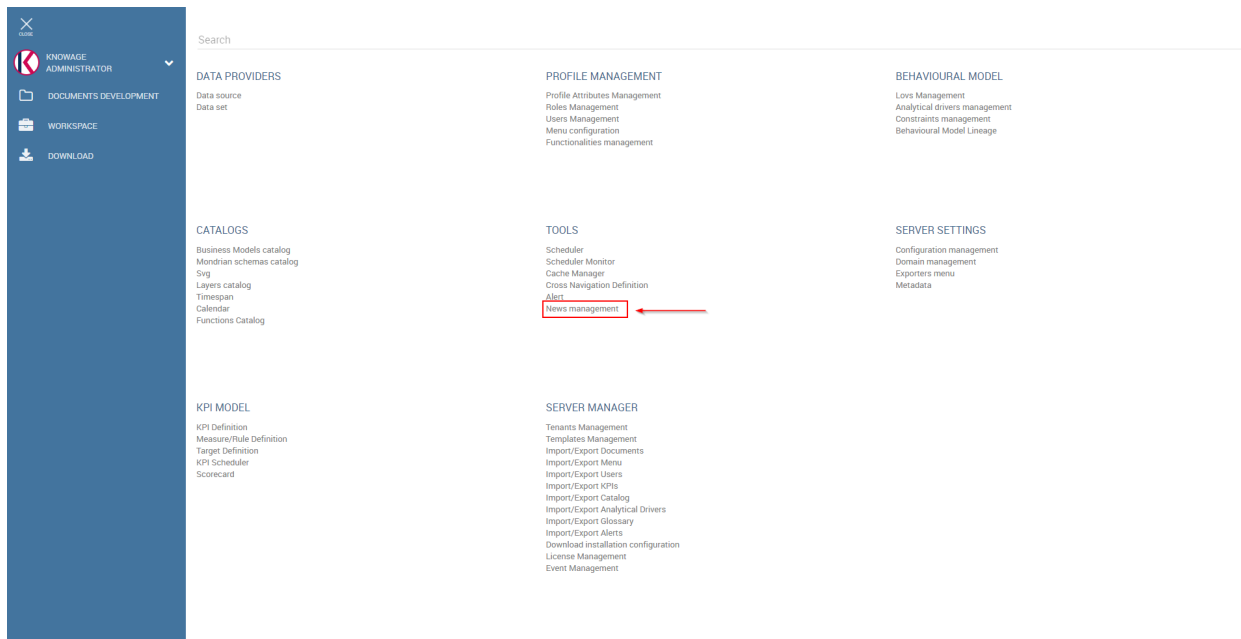 CLOSE
KNOWAGE
ADMINISTRATOR
DOCUMENTS DEVELOPMENT
WORKSPACE
DOWNLOAD
Search
DATA PROVIDERS
Data source
Data set
PROFILE MANAGEMENT
Profile Attributes Management
Roles Management
Users Management
Menu configuration
Functionalities management
BEHAVIOURAL MODEL
Lovs Management
Analytical drivers management
Constraints management
Behavioural Model Lineage
CATALOGS
Business Models catalog
Mondrian schemas catalog
Svg
Layers catalog
Timespan
Calendar
Functions Catalog
TOOLS
Scheduler
Scheduler Monitor
Cache Manager
Cross Navigation Definition
Alert
News management
SERVER SETTINGS
Configuration management
Domain management
Exporters menu
Metadata
KPI MODEL
KPI Definition
Measure/Rule Definition
Target Definition
KPI Scheduler
Scorecard
SERVER MANAGER
Tenants Management
Templates Management
Import/Export Documents
Import/Export Menu
Import/Export Users
Import/Export KPIs
Import/Export Catalog
Import/Export Analytical Drivers
Import/Export Glossary
Import/Export Alerts
Download installation configuration
License Management
Event Management